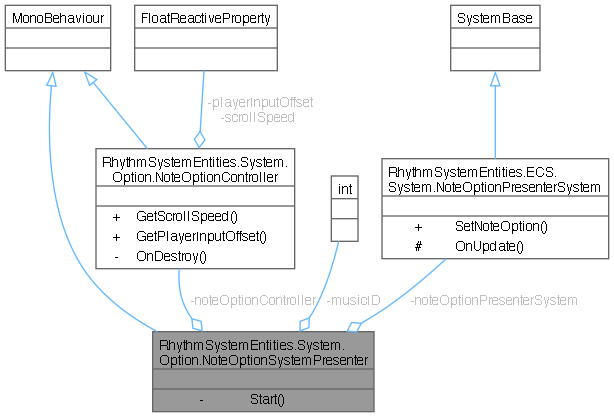 MonoBehaviour
FloatReactiveProperty
SystemBase
-playerInputOffset
-scrollSpeed
RhythmSystemEntities.System.
Option.NoteOptionController
+ GetScrollSpeed()
+ GetPlayerInputOffset()
- OnDestroy()
int
RhythmSystemEntities.ECS.
System.NoteOptionPresenterSystem
+ SetNoteOption()
# OnUpdate()
-noteOptionController
-musicID
-noteOptionPresenterSystem
RhythmSystemEntities.System.
Option.NoteOptionSystemPresenter
- Start()